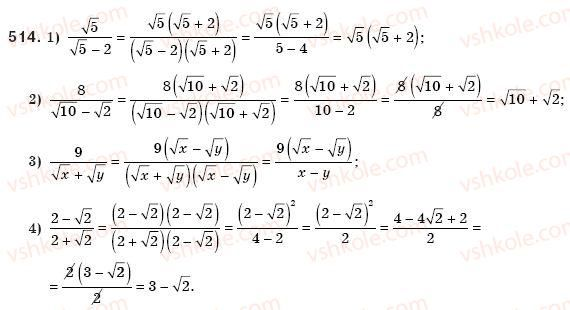 514. 1) √5/(√5 − 2) = √5(√5 + 2)/((√5 − 2)(√5 + 2)) = √5(√5 + 2)/(5 − 4) = √5(√5 + 2);
2) 8/(√10 − √2) = 8(√10 + √2)/((√10 − √2)(√10 + √2)) = 8(√10 + √2)/(10 − 2) = 8(√10 + √2)/8 = √10 + √2;
3) 9/(√x + √y) = 9(√x − √y)/((√x + √y)(√x − √y)) = 9(√x − √y)/(x − y);
4) (2 − √2)/(2 + √2) = (2 − √2)(2 − √2)/((2 + √2)(2 − √2)) = (2 − √2)²/(4 − 2) = (2 − √2)²/2 = (4 − 4√2 + 2)/2 =
= 2(3 − √2)/2 = 3 − √2.
vshkole.com